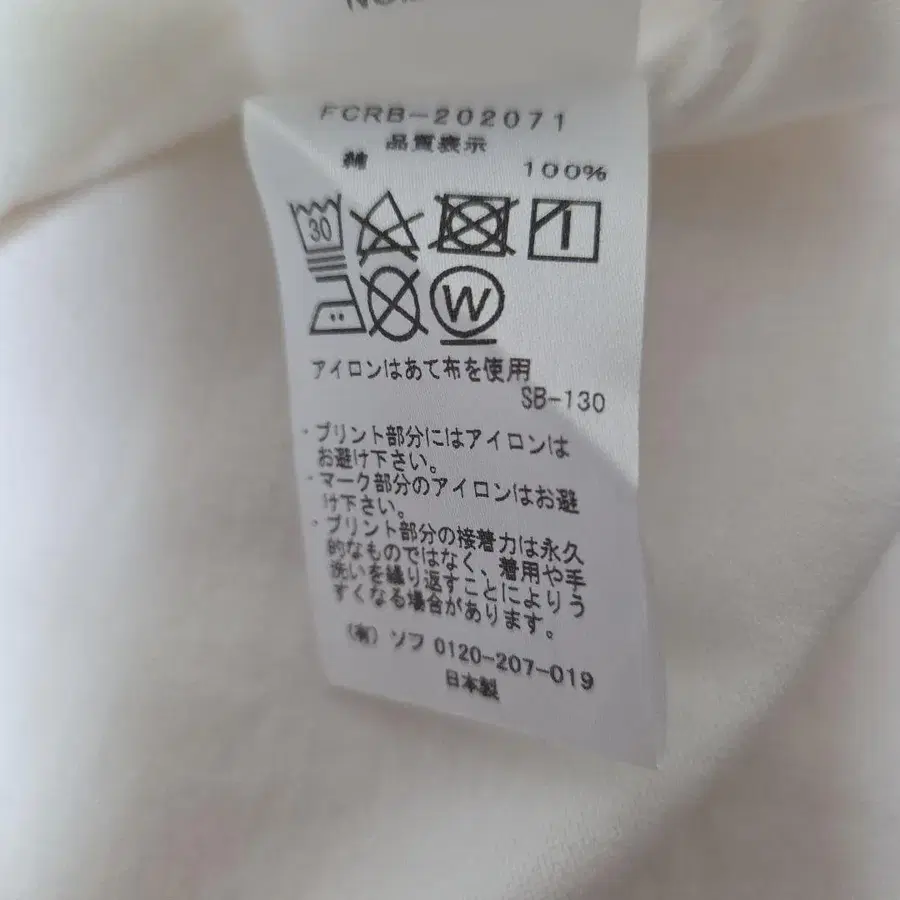 FCRB-202071
品質表示
綿 100%
30
W
アイロンはあて布を使用
SB-130
・プリント部分にはアイロンは
お避け下さい。
・マーク部分のアイロンはお避
け下さい。
・プリント部分の接着力は永久
的なものではなく、着用や手
洗いを繰り返すことによりう
すくなる場合があります。
(有) ソフ 0120-207-019
日本製